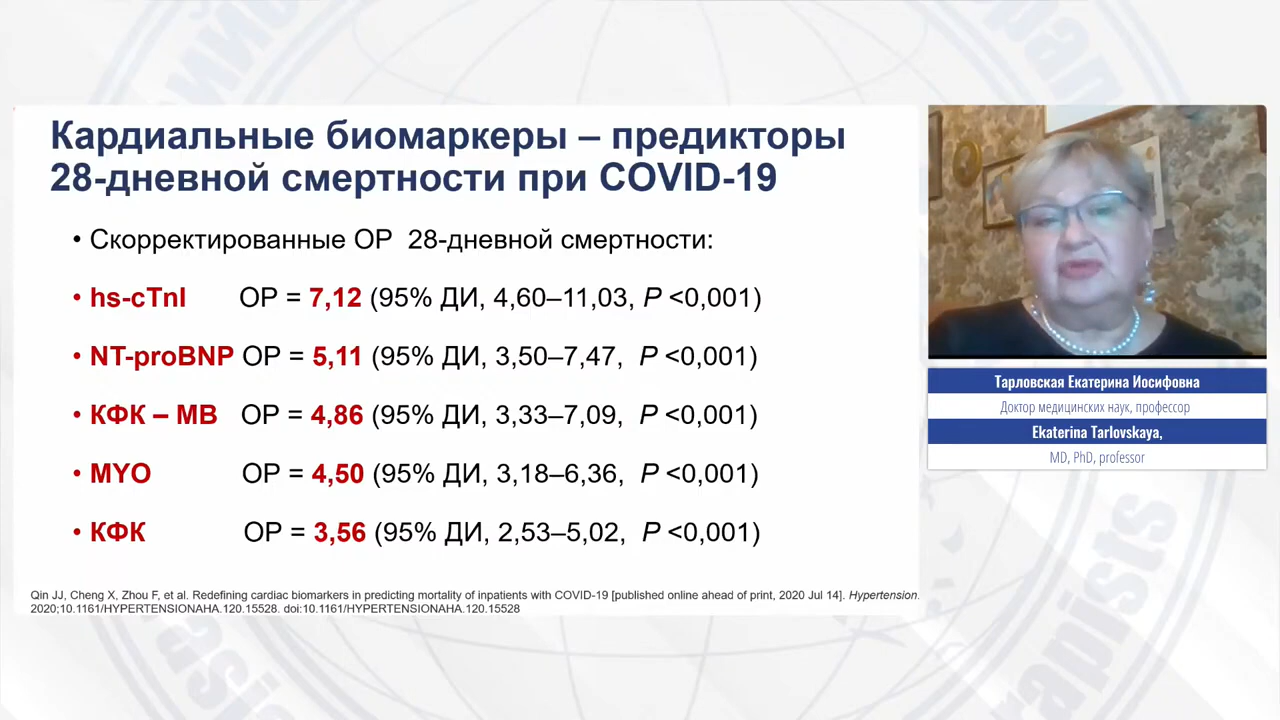 Кардиальные биомаркеры – предикторы
28-дневной смертности при COVID-19
• Скорректированные ОР 28-дневной смертности:
• hs-cTnI ОР = 7,12 (95% ДИ, 4,60–11,03, P <0,001)
• NT-proBNP ОР = 5,11 (95% ДИ, 3,50–7,47, P <0,001)
• КФК – МВ ОР = 4,86 (95% ДИ, 3,33–7,09, P <0,001)
• MYO ОР = 4,50 (95% ДИ, 3,18–6,36, P <0,001)
• КФК ОР = 3,56 (95% ДИ, 2,53–5,02, P <0,001)
Qin JJ, Cheng X, Zhou F, et al. Redefining cardiac biomarkers in predicting mortality of inpatients with COVID-19 [published online ahead of print, 2020 Jul 14]. Hypertension.
2020;10.1161/HYPERTENSIONAHA.120.15528. doi:10.1161/HYPERTENSIONAHA.120.15528
Тарловская Екатерина Иосифовна
Доктор медицинских наук, профессор
Ekaterina Tarlovskaya,
MD, PhD, professor